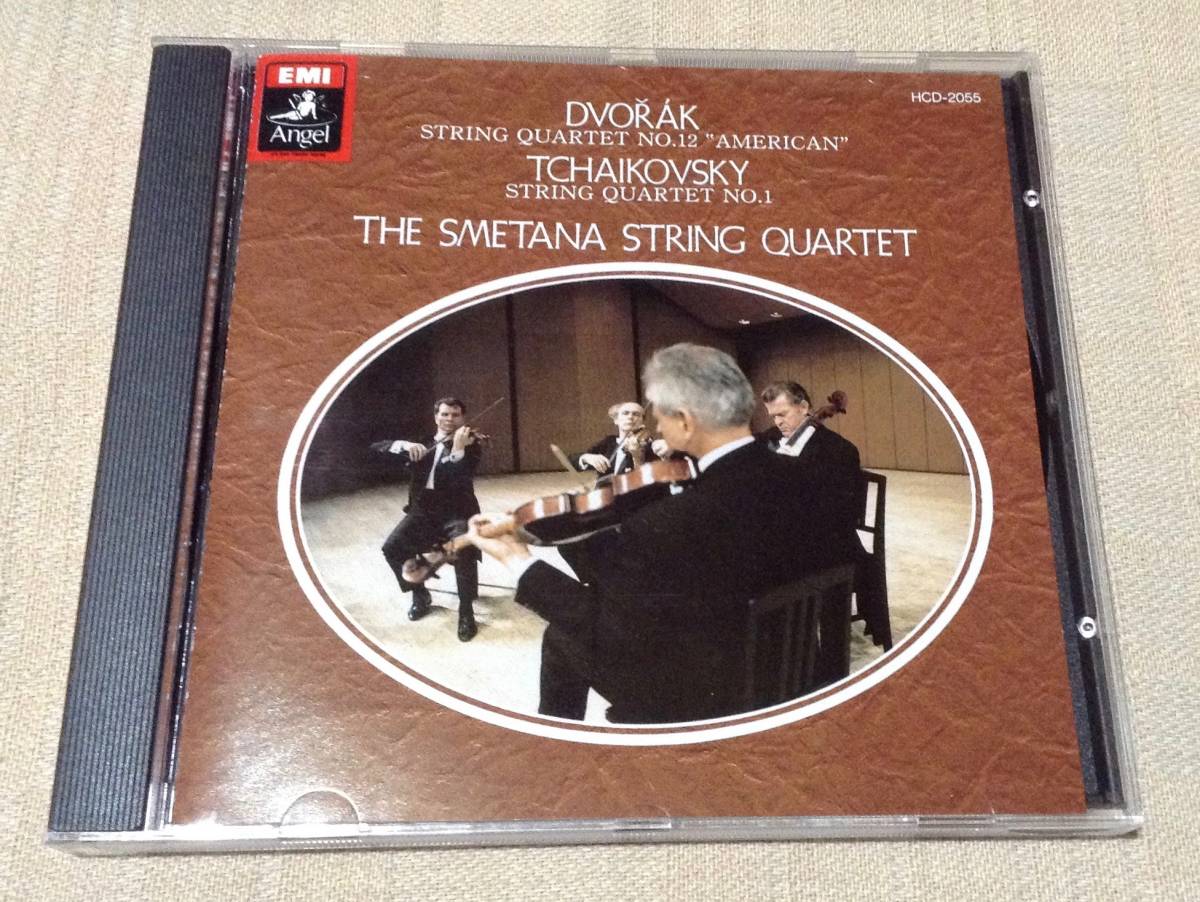 EMI
Angel
HCD-2055
DVOŘÁK
STRING QUARTET NO.12 "AMERICAN"
TCHAIKOVSKY
STRING QUARTET NO.1
THE SMETANA STRING QUARTET